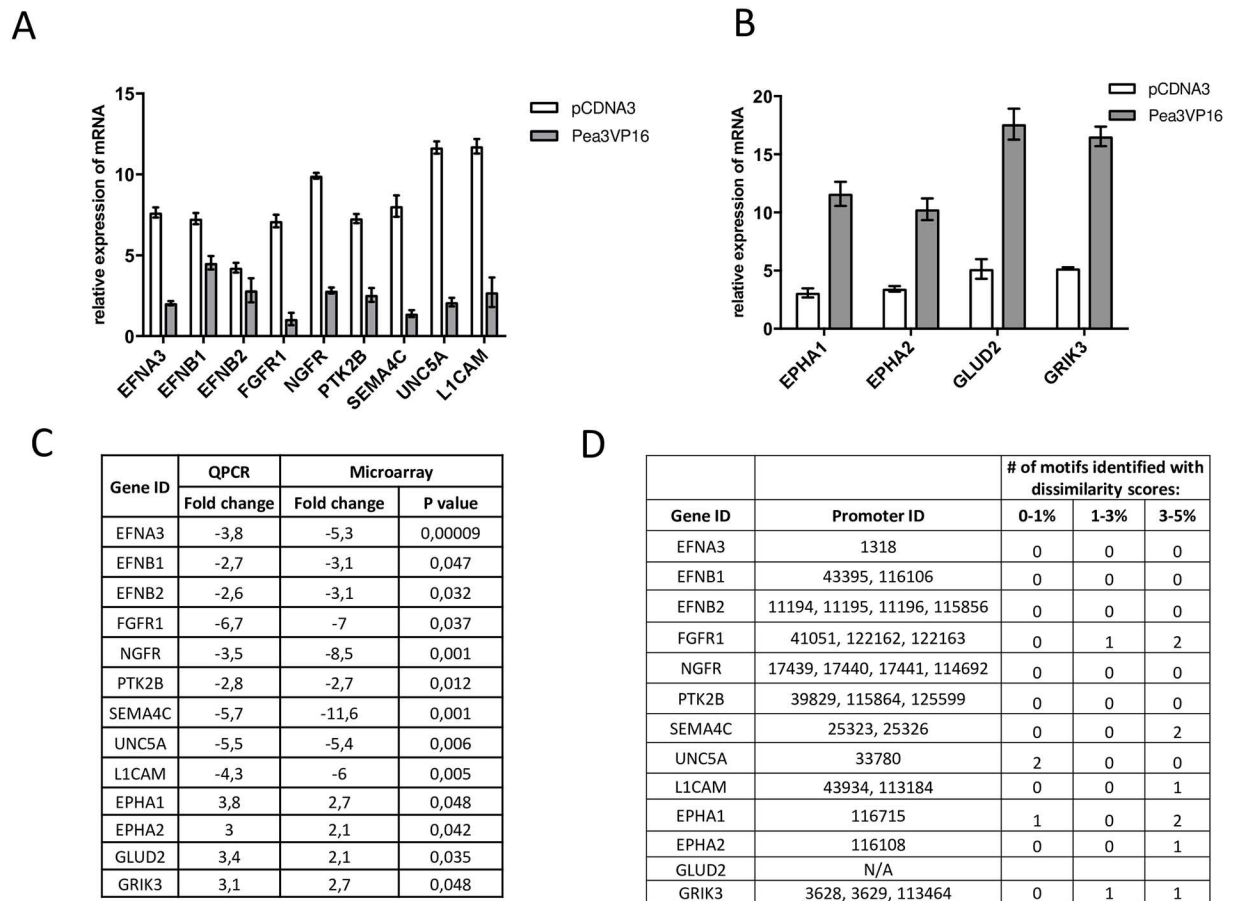 A
relative expression of mRNA
15
10
5
0
pCDNA3
Pea3VP16
EFNA3
EFNB1
EFNB2
FGFR1
NGFR
PTK2B
SEMA4C
UNC5A
L1CAM
B
relative expression of mRNA
20
15
10
5
0
pCDNA3
Pea3VP16
EPHA1
EPHA2
GLUD2
GRIK3
C
Gene ID QPCR Microarray
Fold change Fold change P value
EFNA3 -3,8 -5,3 0,00009
EFNB1 -2,7 -3,1 0,047
EFNB2 -2,6 -3,1 0,032
FGFR1 -6,7 -7 0,037
NGFR -3,5 -8,5 0,001
PTK2B -2,8 -2,7 0,012
SEMA4C -5,7 -11,6 0,001
UNC5A -5,5 -5,4 0,006
L1CAM -4,3 -6 0,005
EPHA1 3,8 2,7 0,048
EPHA2 3 2,1 0,042
GLUD2 3,4 2,1 0,035
GRIK3 3,1 2,7 0,048
D
# of motifs identified with
dissimilarity scores:
Gene ID Promoter ID 0-1% 1-3% 3-5%
EFNA3 1318 0 0 0
EFNB1 43395, 116106 0 0 0
EFNB2 11194, 11195, 11196, 115856 0 0 0
FGFR1 41051, 122162, 122163 0 1 2
NGFR 17439, 17440, 17441, 114692 0 0 0
PTK2B 39829, 115864, 125599 0 0 0
SEMA4C 25323, 25326 0 0 2
UNC5A 33780 2 0 0
L1CAM 43934, 113184 0 0 1
EPHA1 116715 1 0 2
EPHA2 116108 0 0 1
GLUD2 N/A
GRIK3 3628, 3629, 113464 0 1 1